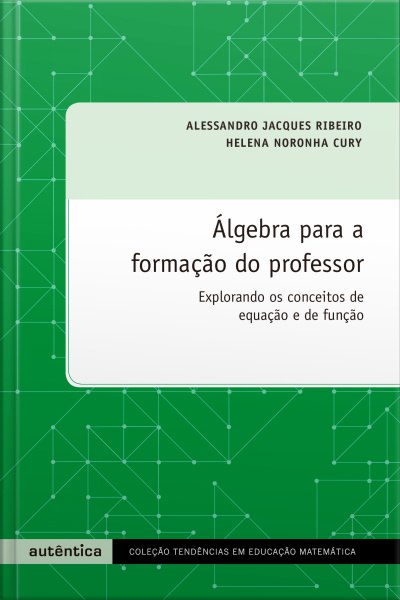 ALESSANDRO JACQUES RIBEIRO
HELENA NORONHA CURY
Álgebra para a
formação do professor
Explorando os conceitos de
equação e de função
autêntica
COLEÇÃO TENDÊNCIAS EM EDUCAÇÃO MATEMÁTICA